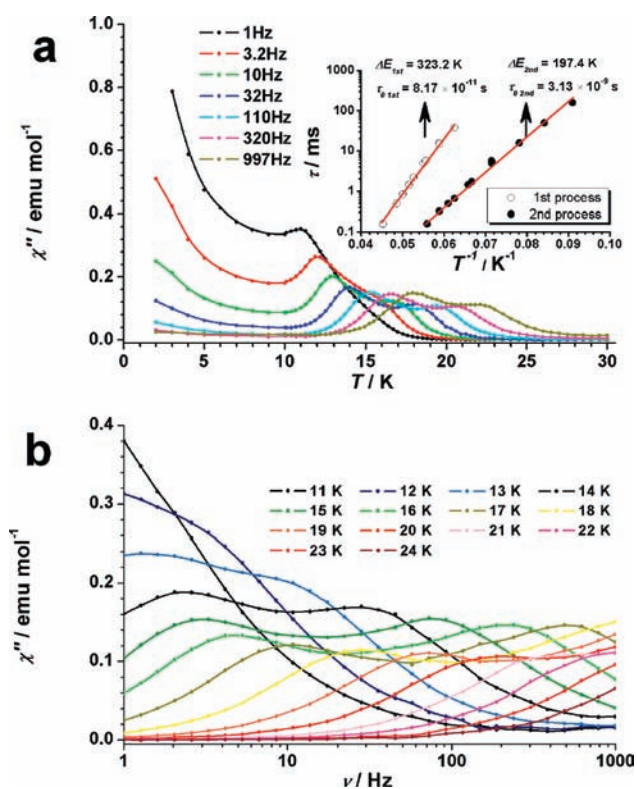 a
1Hz
3.2Hz
10Hz
32Hz
110Hz
320Hz
997Hz
ΔE1st = 323.2 K
τ0 1st = 8.17 × 10⁻¹¹ s
ΔE2nd = 197.4 K
τ0 2nd = 3.13 × 10⁻⁹ s
1000
100
10
1
0.1
τ / ms
1st process
2nd process
0.04 0.05 0.06 0.07 0.08 0.09 0.10
T⁻¹ / K⁻¹
1.0
0.8
0.6
0.4
0.2
0.0
χ'' / emu mol⁻¹
0 5 10 15 20 25 30
T / K
b
11 K 12 K 13 K 14 K
15 K 16 K 17 K 18 K
19 K 20 K 21 K 22 K
23 K 24 K
0.4
0.3
0.2
0.1
0.0
χ'' / emu mol⁻¹
1 10 100 1000
ν / Hz